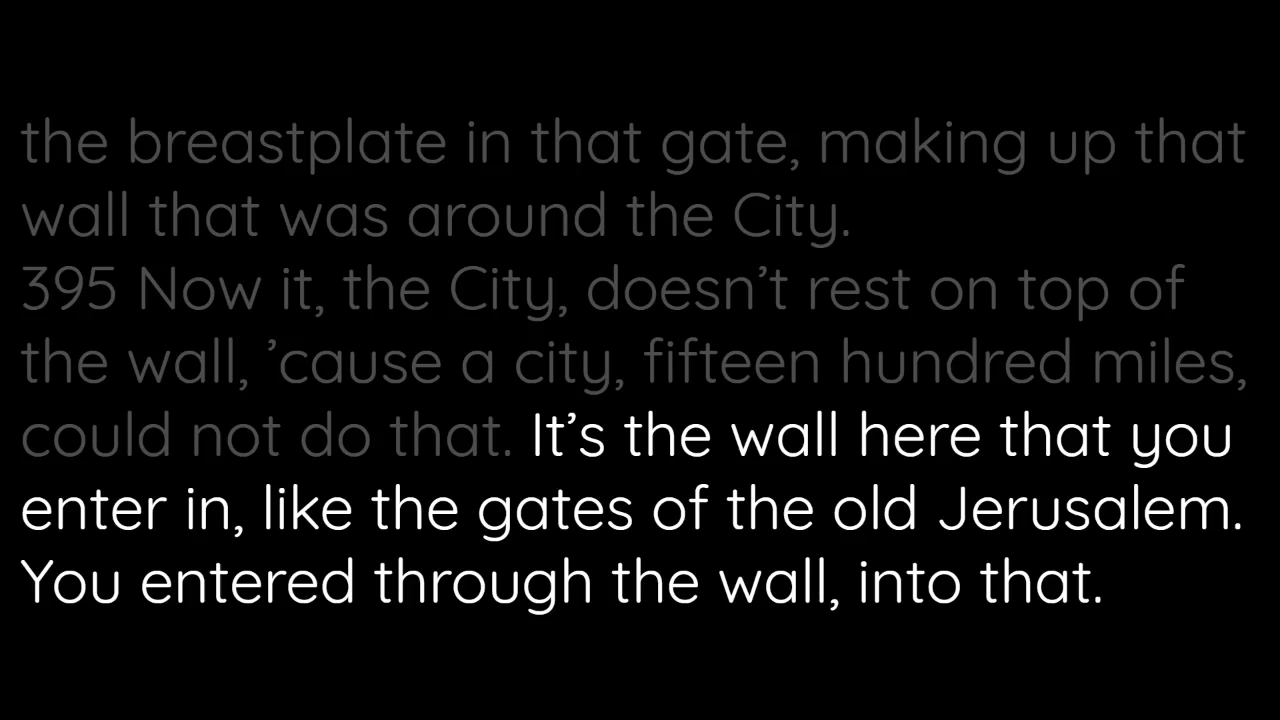 the breastplate in that gate, making up that
wall that was around the City.
395 Now it, the City, doesn’t rest on top of
the wall, ’cause a city, fifteen hundred miles,
could not do that. It’s the wall here that you
enter in, like the gates of the old Jerusalem.
You entered through the wall, into that.